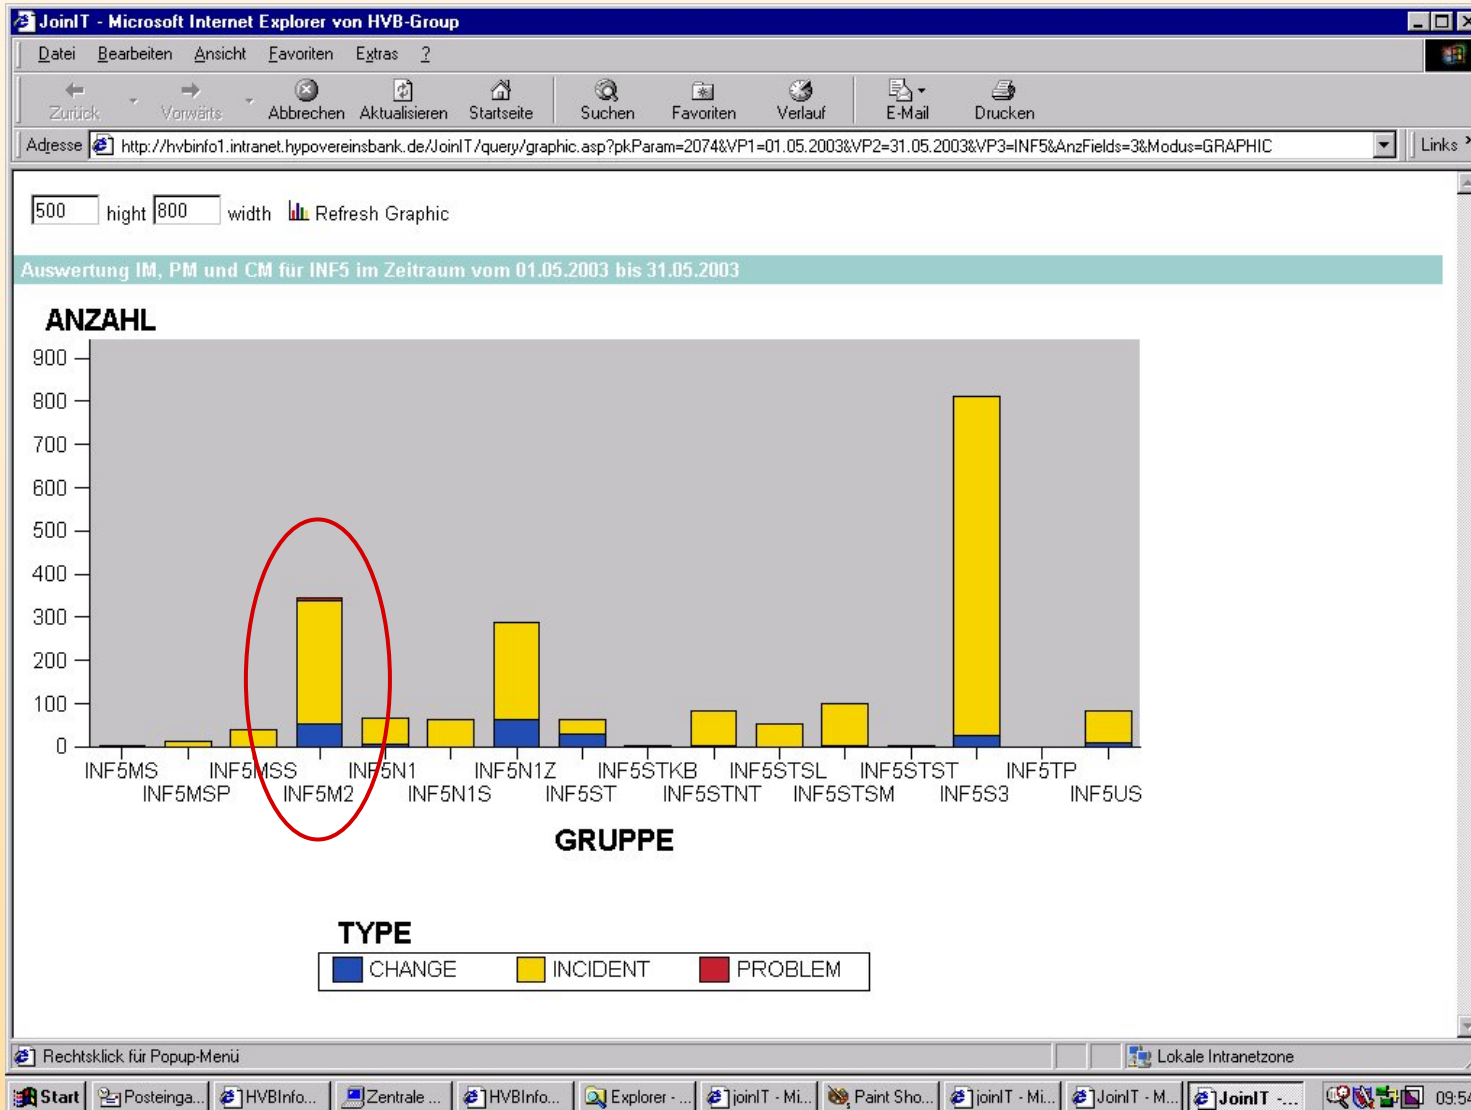 JoinIT - Microsoft Internet Explorer von HVB-Group
Datei Bearbeiten Ansicht Favoriten Extras ?
Zurück Vorwärts Abbrechen Aktualisieren Startseite Suchen Favoriten Verlauf E-Mail Drucken
Adresse http://hvbinfo1.intranet.hypovereinsbank.de/JoinIT/query/graphic.asp?pkParam=2074&VP1=01.05.2003&VP2=31.05.2003&VP3=INF5&AnzFields=3&Modus=GRAPHIC Links
500 hight 800 width Refresh Graphic
Auswertung IM, PM und CM für INF5 im Zeitraum vom 01.05.2003 bis 31.05.2003
ANZAHL
900
800
700
600
500
400
300
200
100
0
INF5MS INF5MSS INF5N1 INF5N1Z INF5STKB INF5STSL INF5STST INF5TP
INF5MSP INF5M2 INF5N1S INF5ST INF5STNT INF5STSM INF5S3 INF5US
GRUPPE
TYPE
CHANGE INCIDENT PROBLEM
Rechtsklick für Popup-Menü Lokale Intranetzone
Start Posteinga... HVBInfo... Zentrale ... HVBInfo... Explorer - ... joinIT - Mi... Paint Sho... joinIT - Mi... JoinIT - M... JoinIT -... 09:54